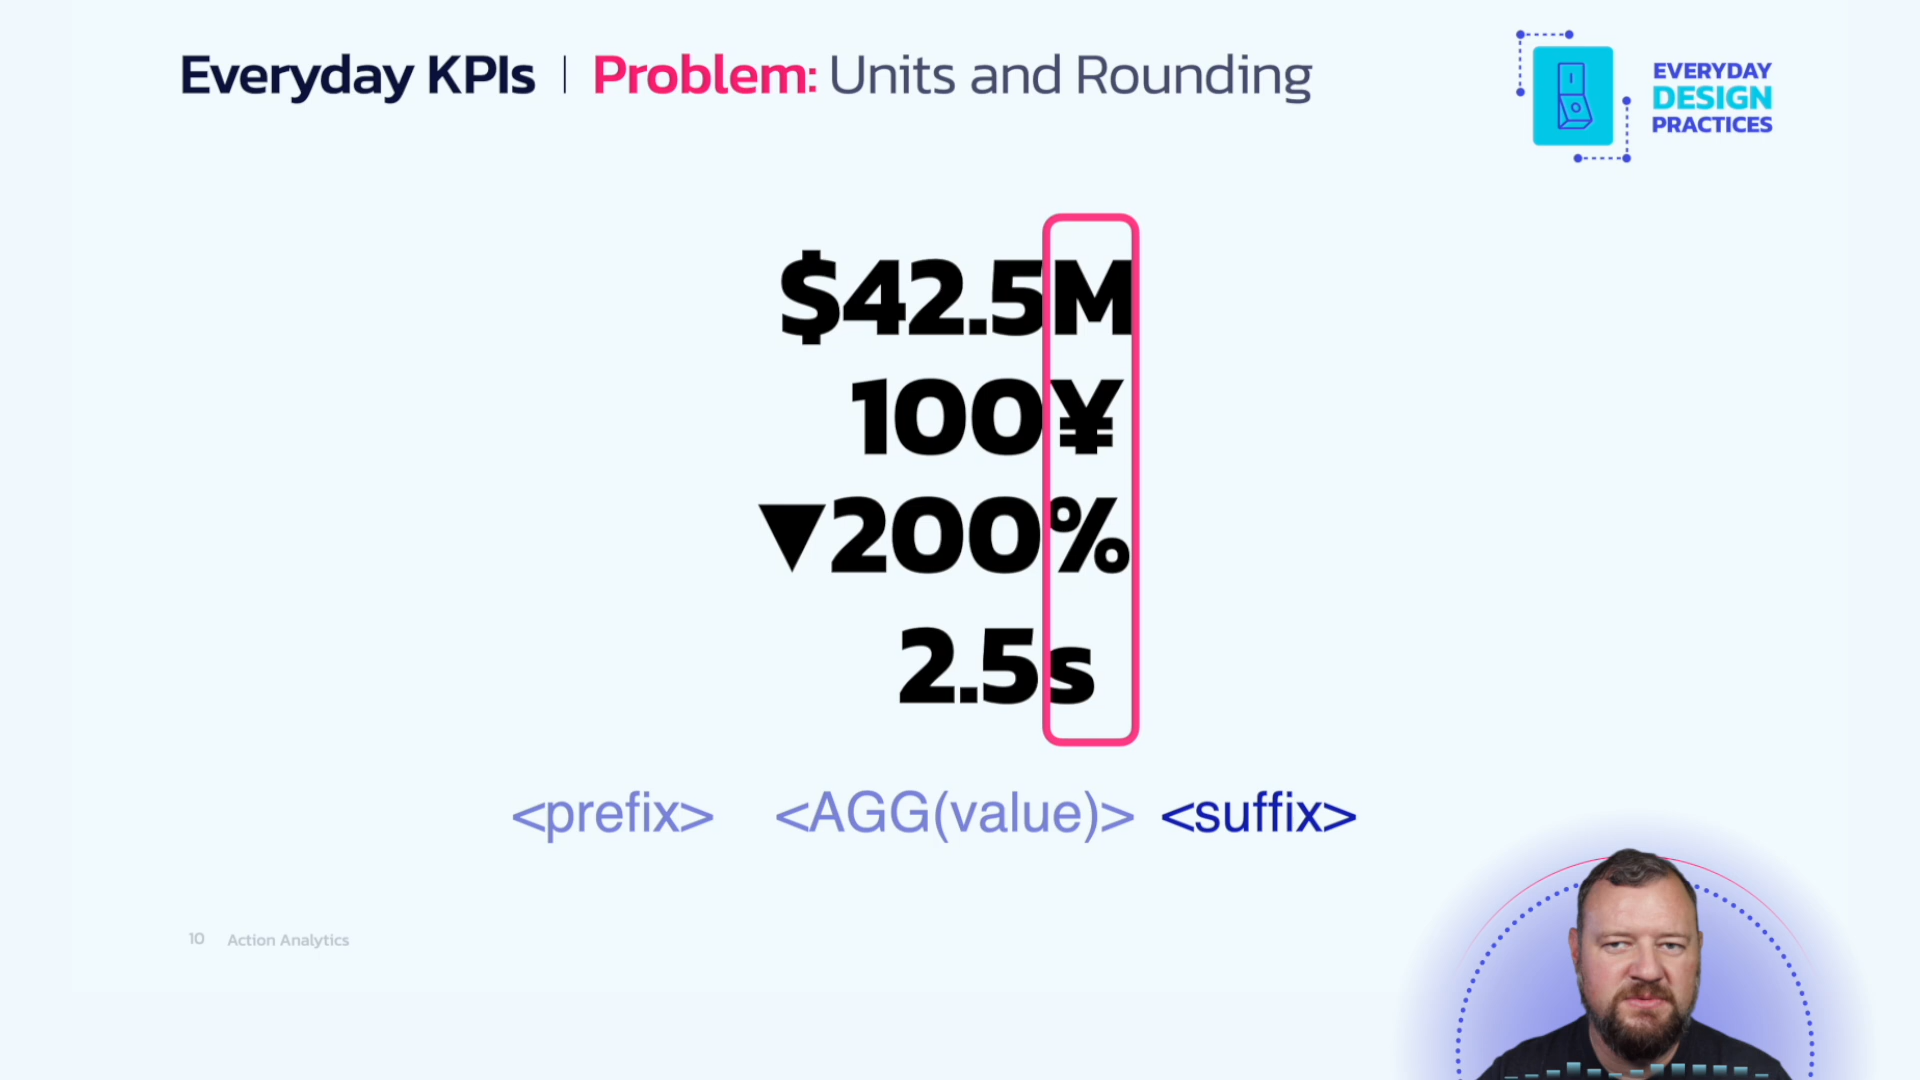 Everyday KPIs | Problem: Units and Rounding
EVERYDAY
DESIGN
PRACTICES
$42.5M
100¥
▼200%
2.5s
<prefix> <AGG(value)> <suffix>
10 Action Analytics